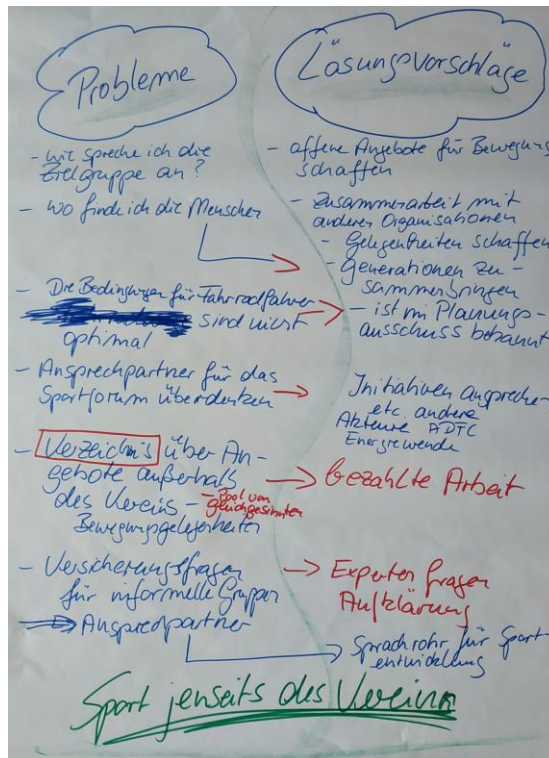 Probleme
- wie spreche ich die
Zielgruppe an?
- wo finde ich die Menschen
- Die Bedingungen für Fahrradfahrer
sind nicht
optimal
- Ansprechpartner für das
Sportforum überdenken
- Verzeichnis über An-
gebote außerhalb
des Vereins - Pool von
gleichgesinnten
Bewegungsgelegenheiten
- Versicherungsfragen
für informelle Gruppen
Ansprechpartner
Lösungsvorschläge
- offene Angebote für Bewegung
schaffen
- Zusammenarbeit mit
anderen Organisationen
- Gelegenheiten schaffen
- Generationen zu-
sammenbringen
- ist im Planungs-
ausschuss bekannt
Initiativen ansprechen
etc. andere
Akteure ADFC
Energiewende
bezahlte Arbeit
Experten fragen
Aufklärung
Sprachrohr für Sport-
entwicklung
Sport jenseits des Vereins